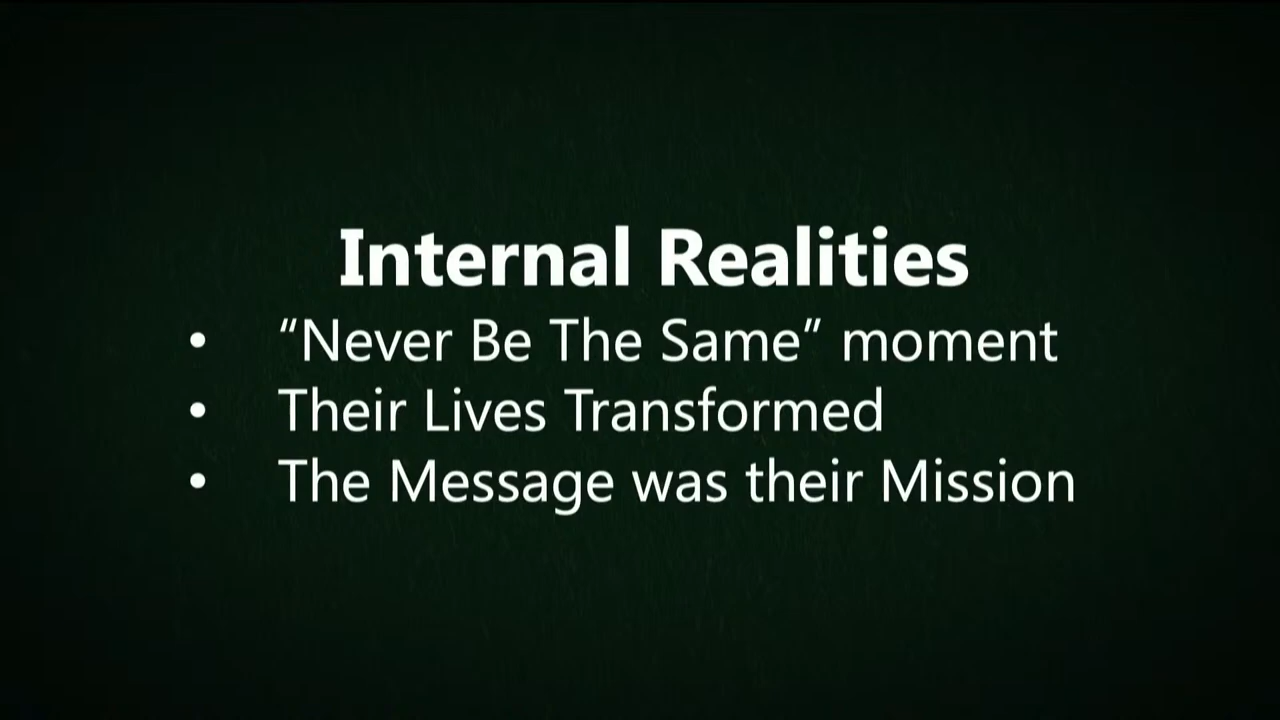 Internal Realities
• “Never Be The Same” moment
• Their Lives Transformed
• The Message was their Mission